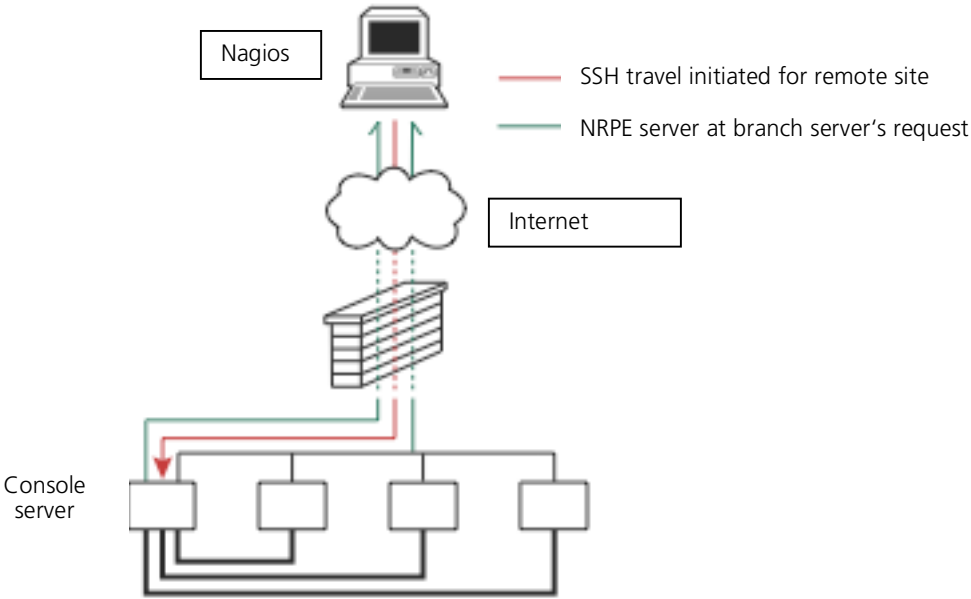 Nagios
SSH travel initiated for remote site
NRPE server at branch server‘s request
Internet
Console
server